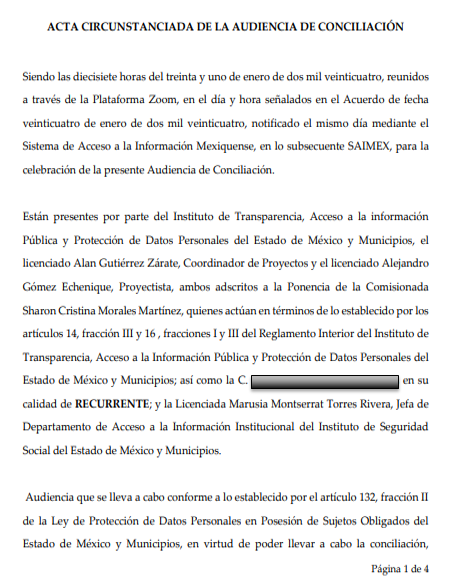 ACTA CIRCUNSTANCIADA DE LA AUDIENCIA DE CONCILIACIÓN
Siendo las diecisiete horas del treinta y uno de enero de dos mil veinticuatro, reunidos
a través de la Plataforma Zoom, en el día y hora señalados en el Acuerdo de fecha
veinticuatro de enero de dos mil veinticuatro, notificado el mismo día mediante el
Sistema de Acceso a la Información Mexiquense, en lo subsecuente SAIMEX, para la
celebración de la presente Audiencia de Conciliación.
Están presentes por parte del Instituto de Transparencia, Acceso a la información
Pública y Protección de Datos Personales del Estado de México y Municipios, el
licenciado Alan Gutiérrez Zárate, Coordinador de Proyectos y el licenciado Alejandro
Gómez Echenique, Proyectista, ambos adscritos a la Ponencia de la Comisionada
Sharon Cristina Morales Martínez, quienes actúan en términos de lo establecido por los
artículos 14, fracción III y 16 , fracciones I y III del Reglamento Interior del Instituto de
Transparencia, Acceso a la Información Pública y Protección de Datos Personales del
Estado de México y Municipios; así como la C. en su
calidad de RECURRENTE; y la Licenciada Marusia Montserrat Torres Rivera, Jefa de
Departamento de Acceso a la Información Institucional del Instituto de Seguridad
Social del Estado de México y Municipios.
Audiencia que se lleva a cabo conforme a lo establecido por el artículo 132, fracción II
de la Ley de Protección de Datos Personales en Posesión de Sujetos Obligados del
Estado de México y Municipios, en virtud de poder llevar a cabo la conciliación,
Página 1 de 4